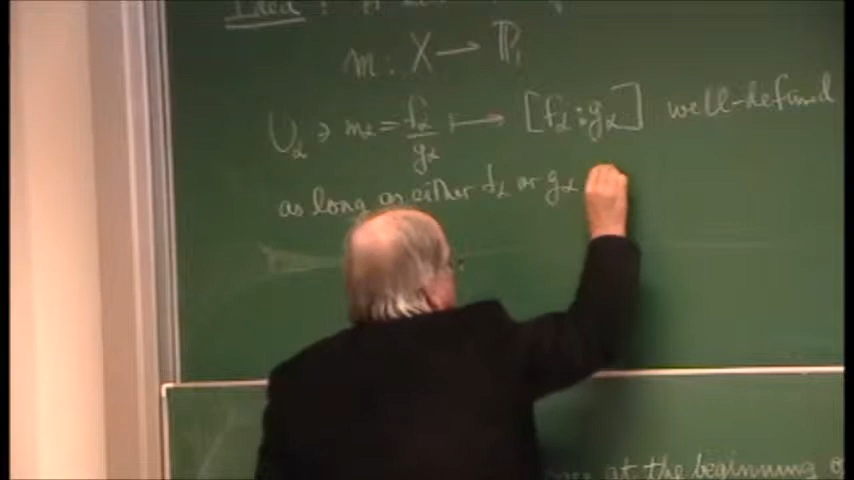 Idea :
m : X → ℙ₁
U_α ∋ m_α = f_α / g_α ↦ [f_α : g_α] well-defined
as long as either f_α or g_α
at the beginning o